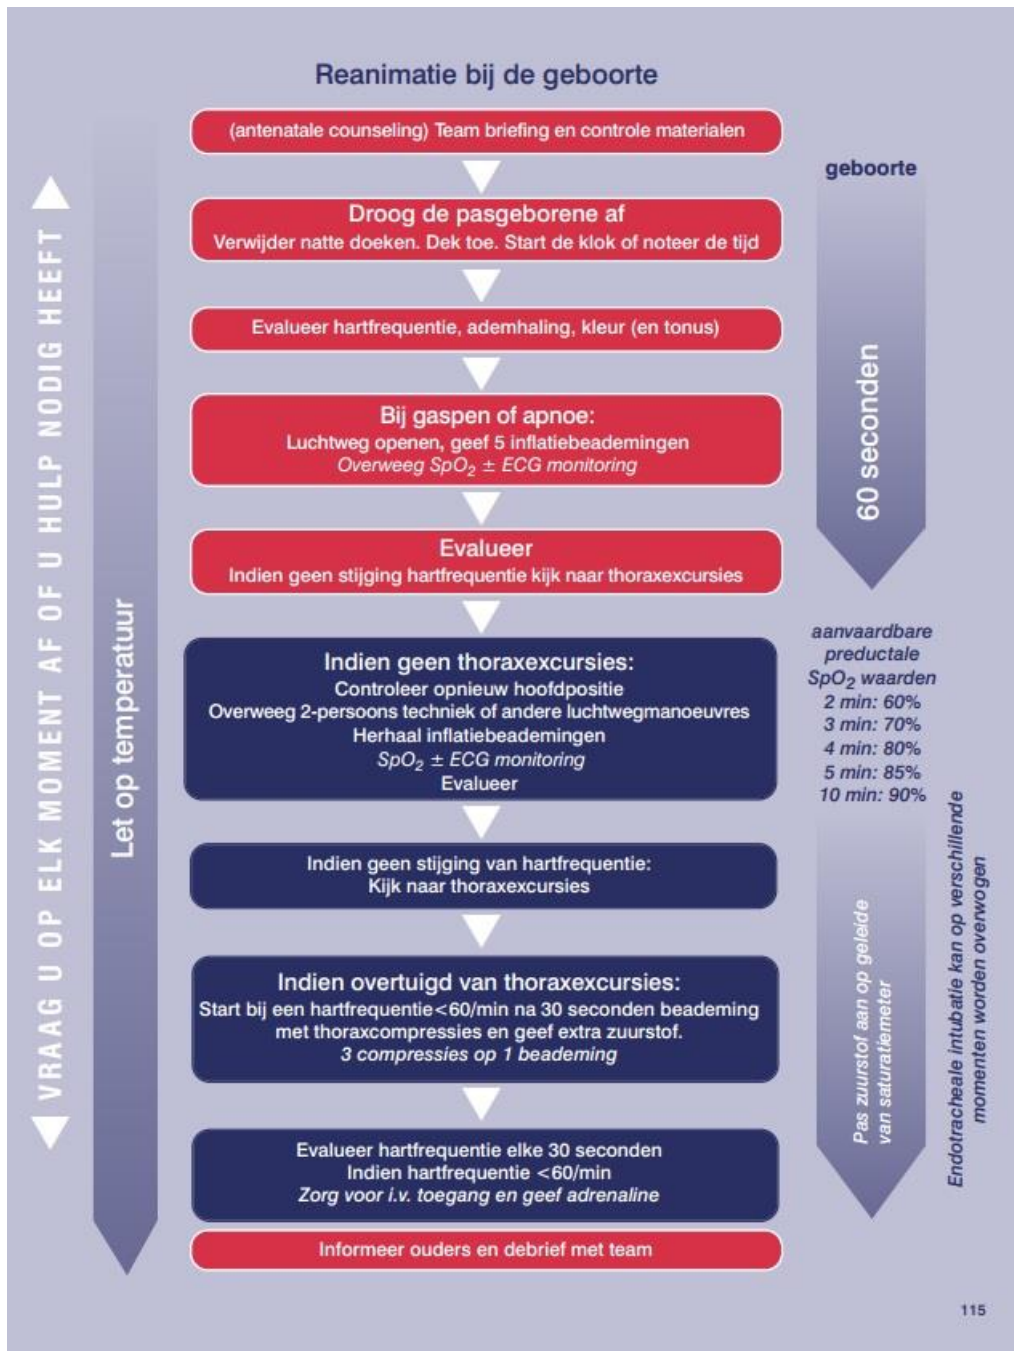 Reanimatie bij de geboorte
(antenatale counseling) Team briefing en controle materialen
geboorte
Droog de pasgeborene af
Verwijder natte doeken. Dek toe. Start de klok of noteer de tijd
Evalueer hartfrequentie, ademhaling, kleur (en tonus)
Bij gaspen of apnoe:
Luchtweg openen, geef 5 inflatiebeademingen
Overweeg SpO2 ± ECG monitoring
60 seconden
Evalueer
Indien geen stijging hartfrequentie kijk naar thoraxexcursies
VRAAG U OP ELK MOMENT AF OF U HULP NODIG HEEFT
Let op temperatuur
Indien geen thoraxexcursies:
Controleer opnieuw hoofdpositie
Overweeg 2-persoons techniek of andere luchtwegmanoeuvres
Herhaal inflatiebeademingen
SpO2 ± ECG monitoring
Evalueer
aanvaardbare
preductale
SpO2 waarden
2 min: 60%
3 min: 70%
4 min: 80%
5 min: 85%
10 min: 90%
Indien geen stijging van hartfrequentie:
Kijk naar thoraxexcursies
Indien overtuigd van thoraxexcursies:
Start bij een hartfrequentie<60/min na 30 seconden beademing
met thoraxcompressies en geef extra zuurstof.
3 compressies op 1 beademing
Pas zuurstof aan op geleide
van saturatiemeter
Endotracheale intubatie kan op verschillende
momenten worden overwogen
Evalueer hartfrequentie elke 30 seconden
Indien hartfrequentie <60/min
Zorg voor i.v. toegang en geef adrenaline
Informeer ouders en debrief met team
115